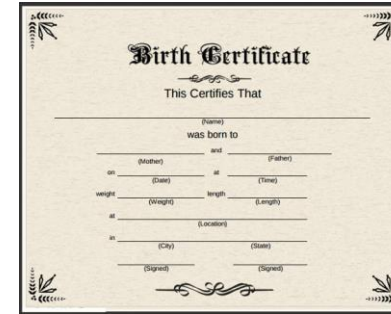 Birth Certificate
This Certifies That
(Name)
was born to
and
(Mother) (Father)
on at
(Date) (Time)
weight length
(Weight) (Length)
at
(Location)
in
(City) (State)
(Signed) (Signed)